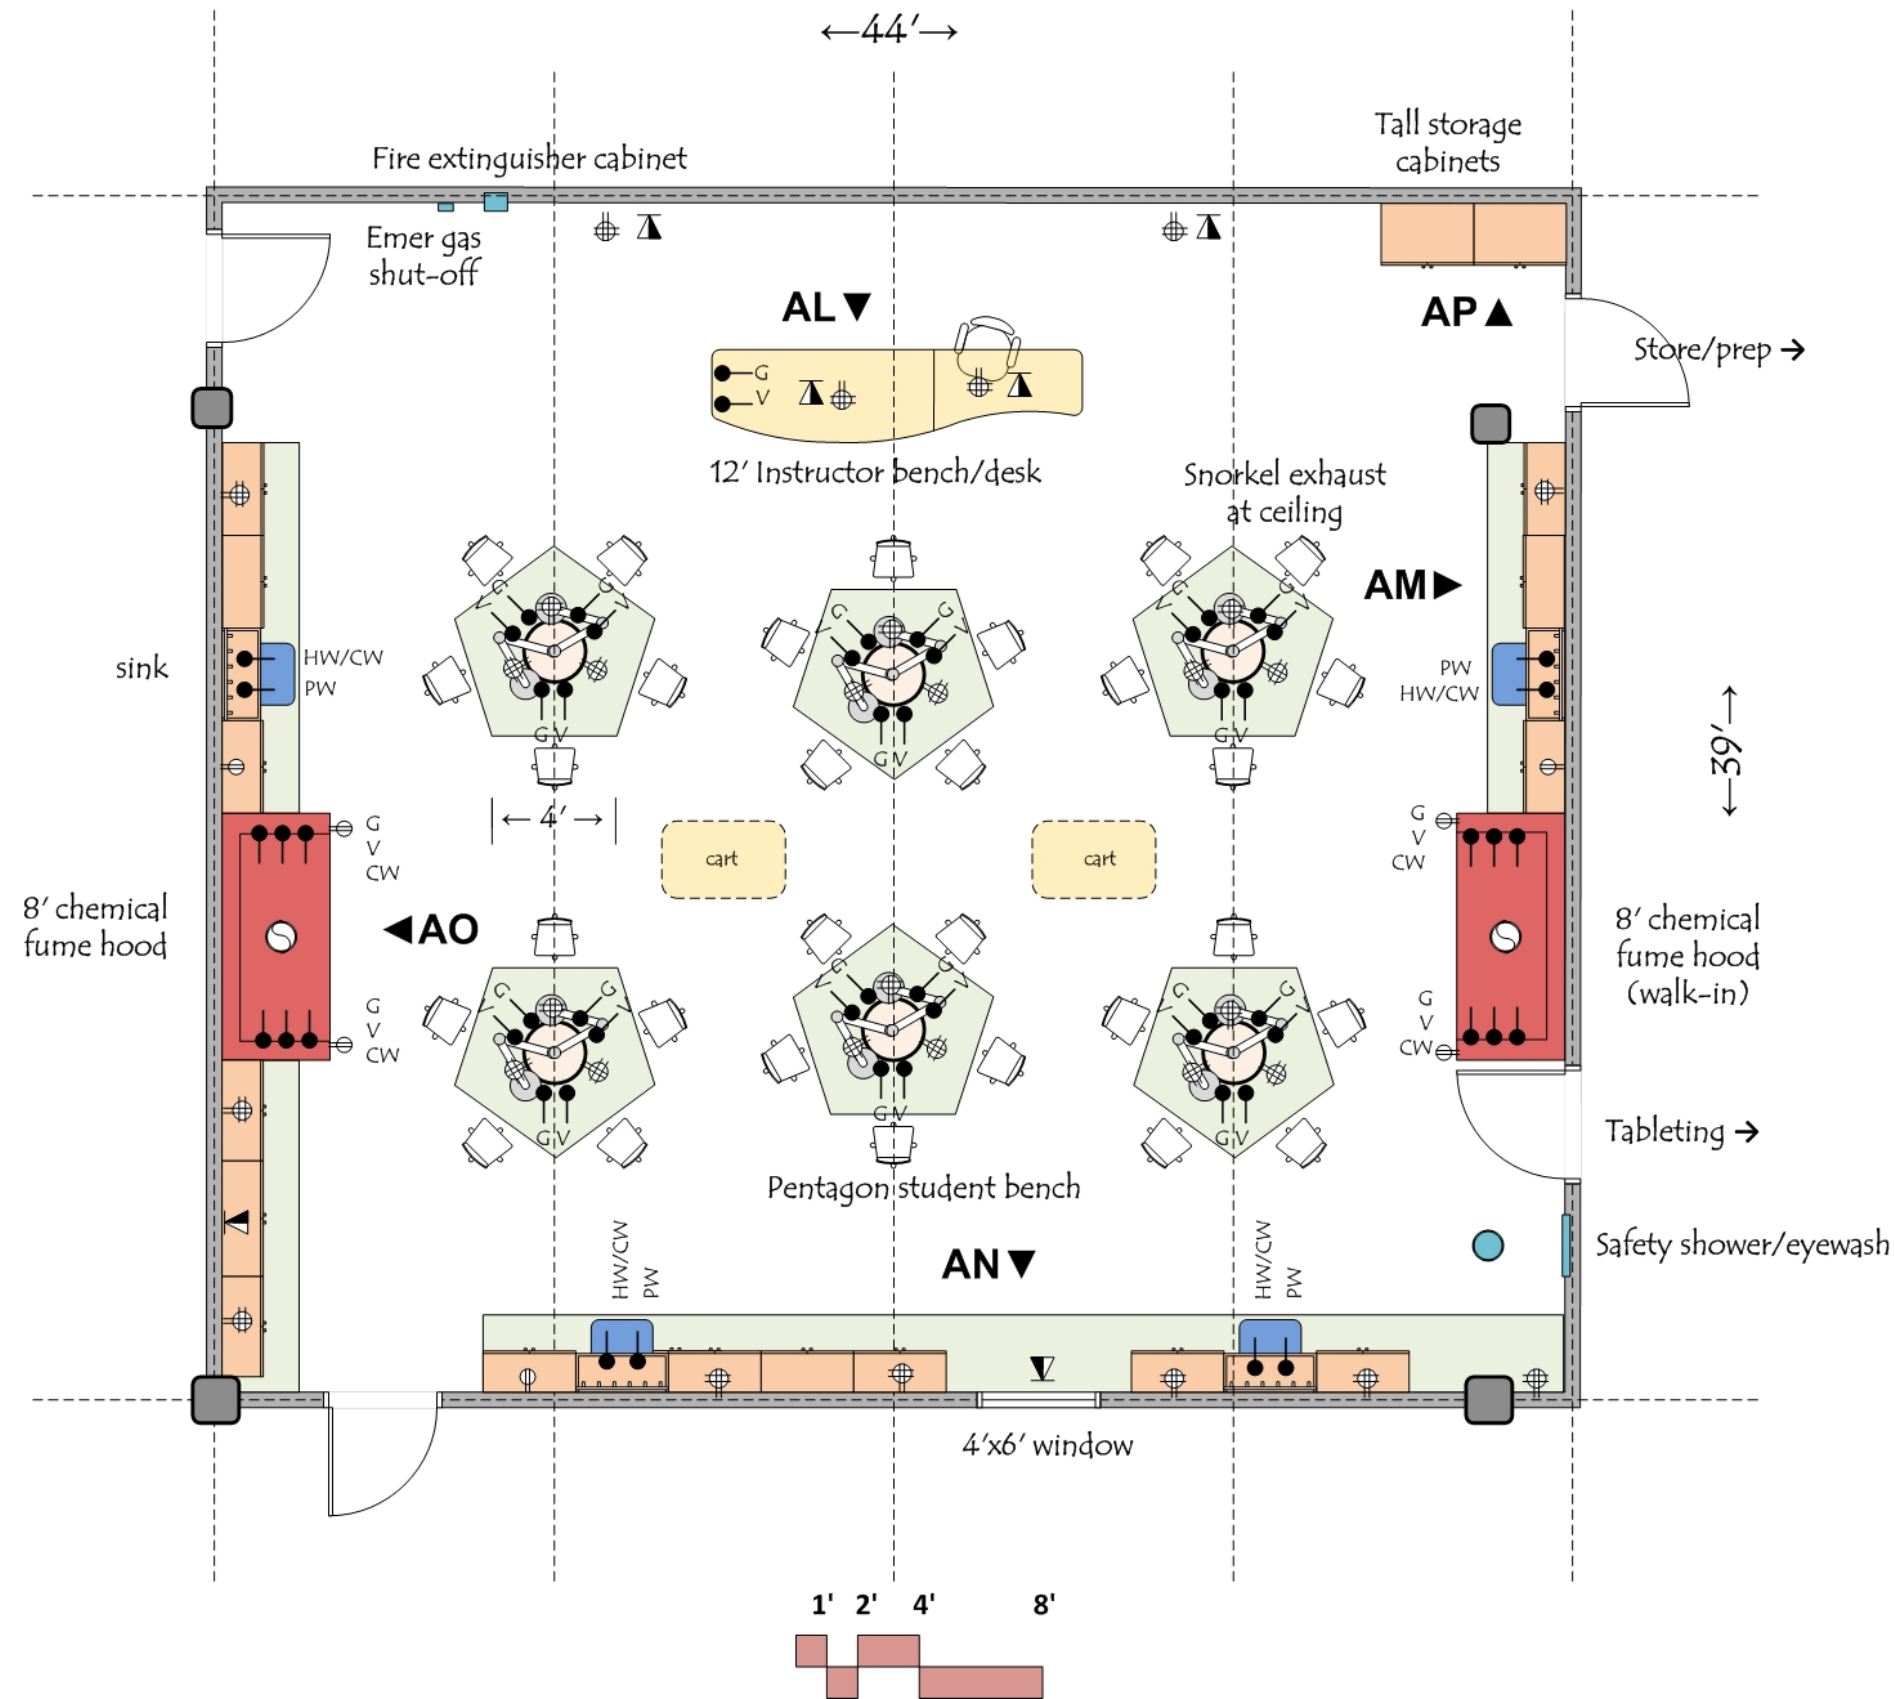 ←44′→
Tall storage
cabinets
Fire extinguisher cabinet
Emer gas
shut-off
AL▼
AP▲
Store/prep →
G
V
12′ Instructor bench/desk
Snorkel exhaust
at ceiling
AM►
G
V
G
V
G V
G
V
G
V
G V
G
V
G
V
G V
sink
HW/CW
PW
PW
HW/CW
←39′→
← 4′ →
cart
cart
G
V
CW
G
V
CW
8′ chemical
fume hood
◄AO
8′ chemical
fume hood
(walk-in)
G
V
CW
G
V
CW
G
V
G
V
G V
G
V
G
V
G V
G
V
G
V
G V
Tableting →
Pentagon student bench
HW/CW
PW
AN▼
HW/CW
PW
Safety shower/eyewash
4′x6′ window
1' 2' 4' 8'